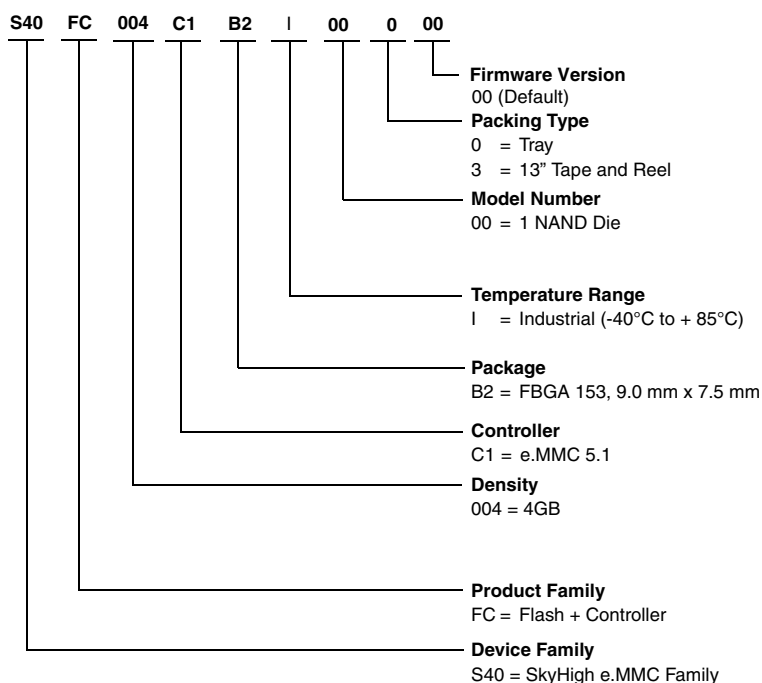 S40 FC 004 C1 B2 I 00 0 00
Firmware Version
00 (Default)
Packing Type
0 = Tray
3 = 13” Tape and Reel
Model Number
00 = 1 NAND Die
Temperature Range
I = Industrial (-40°C to + 85°C)
Package
B2 = FBGA 153, 9.0 mm x 7.5 mm
Controller
C1 = e.MMC 5.1
Density
004 = 4GB
Product Family
FC = Flash + Controller
Device Family
S40 = SkyHigh e.MMC Family